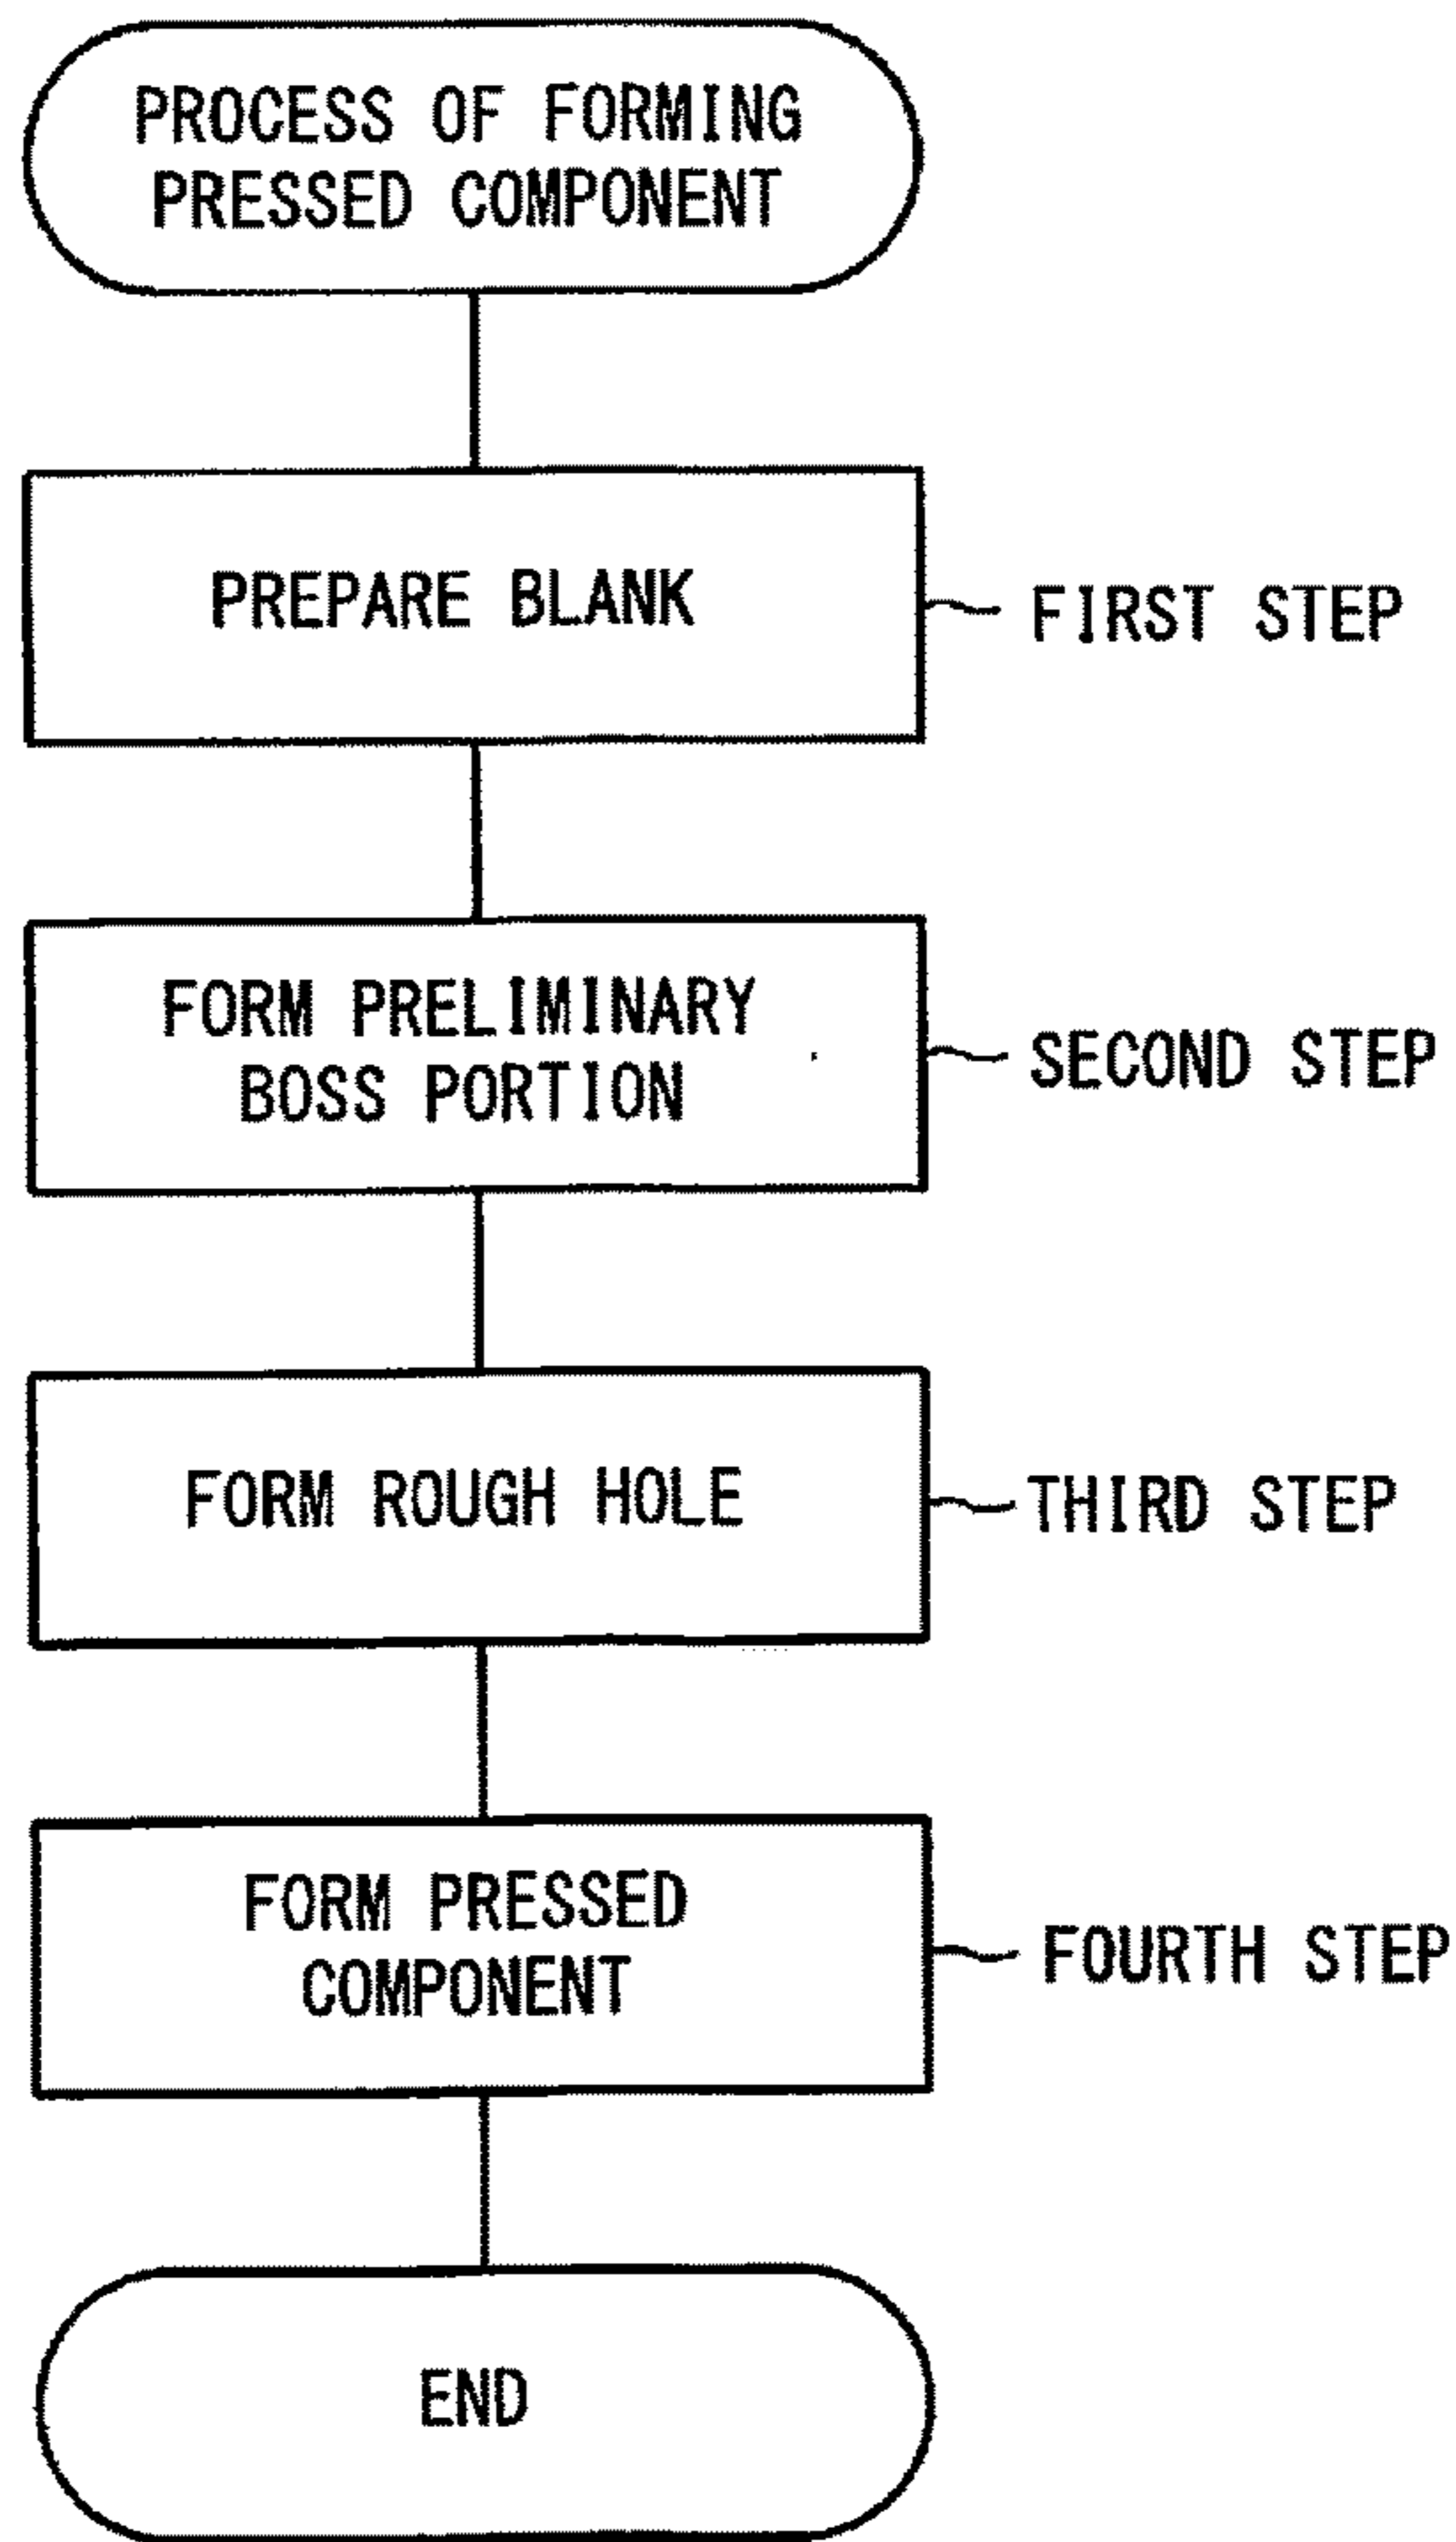 PROCESS OF FORMING
PRESSED COMPONENT
PREPARE BLANK
FIRST STEP
FORM PRELIMINARY
BOSS PORTION
SECOND STEP
FORM ROUGH HOLE
THIRD STEP
FORM PRESSED
COMPONENT
FOURTH STEP
END